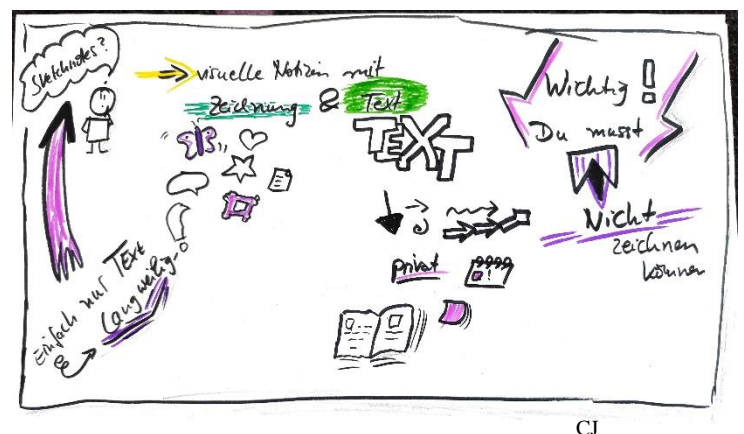 Sketchnotes?
visuelle Notizen mit
Zeichnung & Text
TEXT
privat
Einfach nur Text
langweilig
Wichtig!
Du musst
Nicht
zeichnen
können
CJ